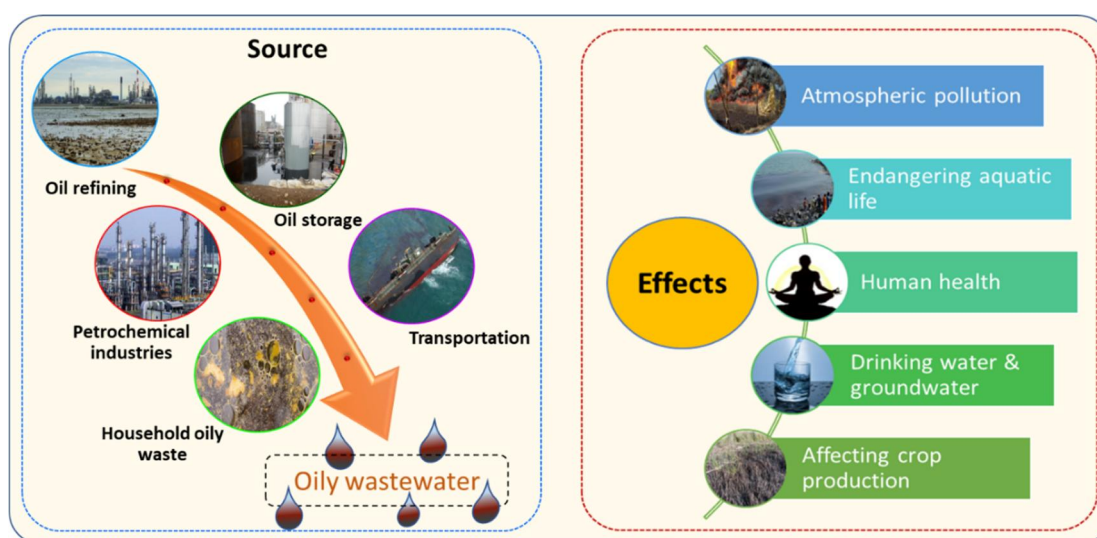 Source
Oil refining
Oil storage
Petrochemical
industries
Transportation
Household oily
waste
Oily wastewater
Effects
Atmospheric pollution
Endangering aquatic
life
Human health
Drinking water &
groundwater
Affecting crop
production